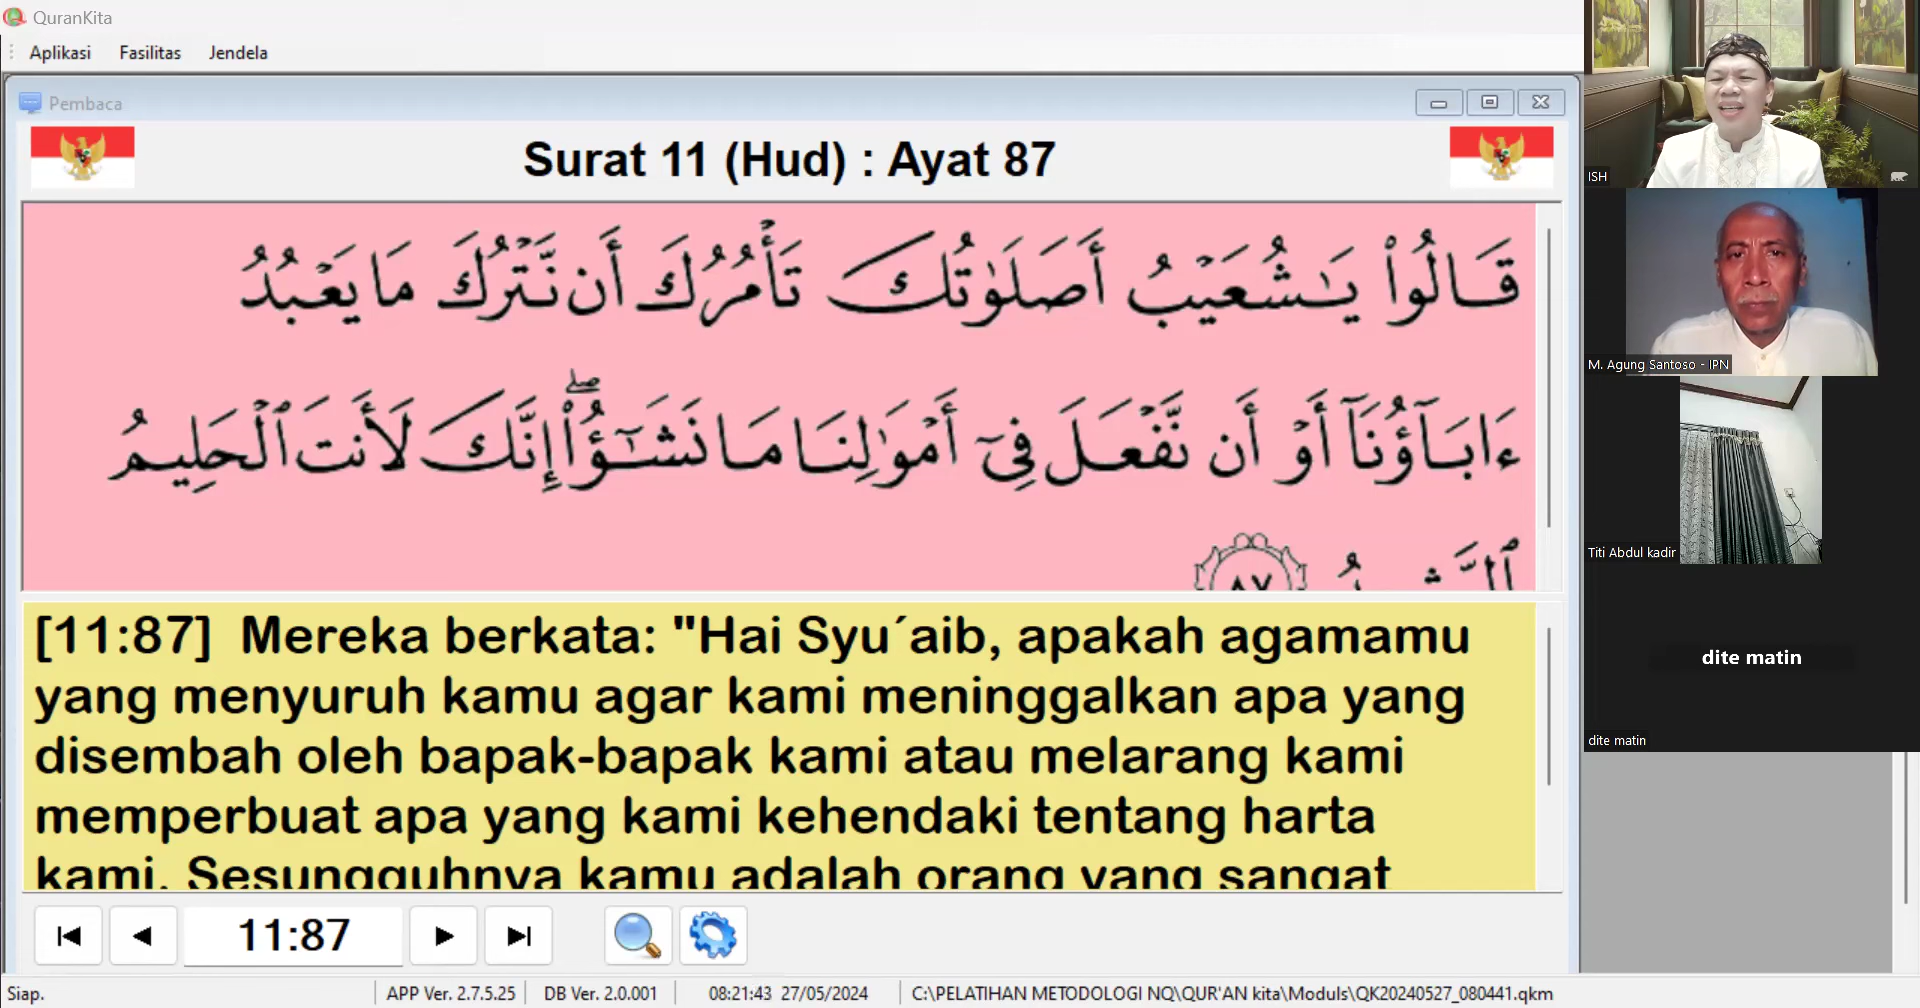 QuranKita
Aplikasi Fasilitas Jendela
Pembaca
Surat 11 (Hud) : Ayat 87
قَالُوا۟ يَـٰشُعَيْبُ أَصَلَوٰتُكَ تَأْمُرُكَ أَن نَّتْرُكَ مَا يَعْبُدُ
ءَابَآؤُنَآ أَوْ أَن نَّفْعَلَ فِىٓ أَمْوَٰلِنَا مَا نَشَـٰٓؤُا۟ ۖ إِنَّكَ لَأَنتَ ٱلْحَلِيمُ
[11:87] Mereka berkata: "Hai Syu´aib, apakah agamamu
yang menyuruh kamu agar kami meninggalkan apa yang
disembah oleh bapak-bapak kami atau melarang kami
memperbuat apa yang kami kehendaki tentang harta
kami. Sesungguhnya kamu adalah orang yang sangat
11:87
Siap. APP Ver. 2.7.5.25 DB Ver. 2.0.001 08:21:43 27/05/2024 C:\PELATIHAN METODOLOGI NQ\QUR'AN kita\Moduls\QK20240527_080441.qkm
ISH
M. Agung Santoso - IPN
Titi Abdul kadir
dite matin
dite matin